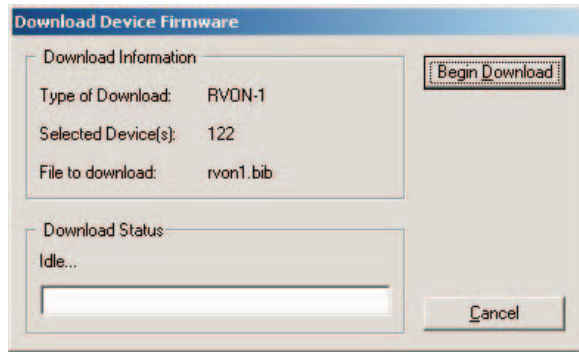 Download Device Firmware
Download Information
Type of Download: RVON-1
Selected Device(s): 122
File to download: rvon1.bib
Begin Download
Download Status
Idle...
Cancel